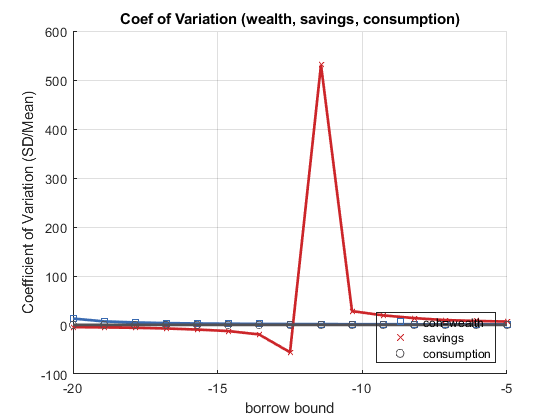 Coef of Variation (wealth, savings, consumption)
600
500
400
300
200
100
0
-100
Coefficient of Variation (SD/Mean)
-20
-15
-10
-5
borrow bound
coh wealth
savings
consumption